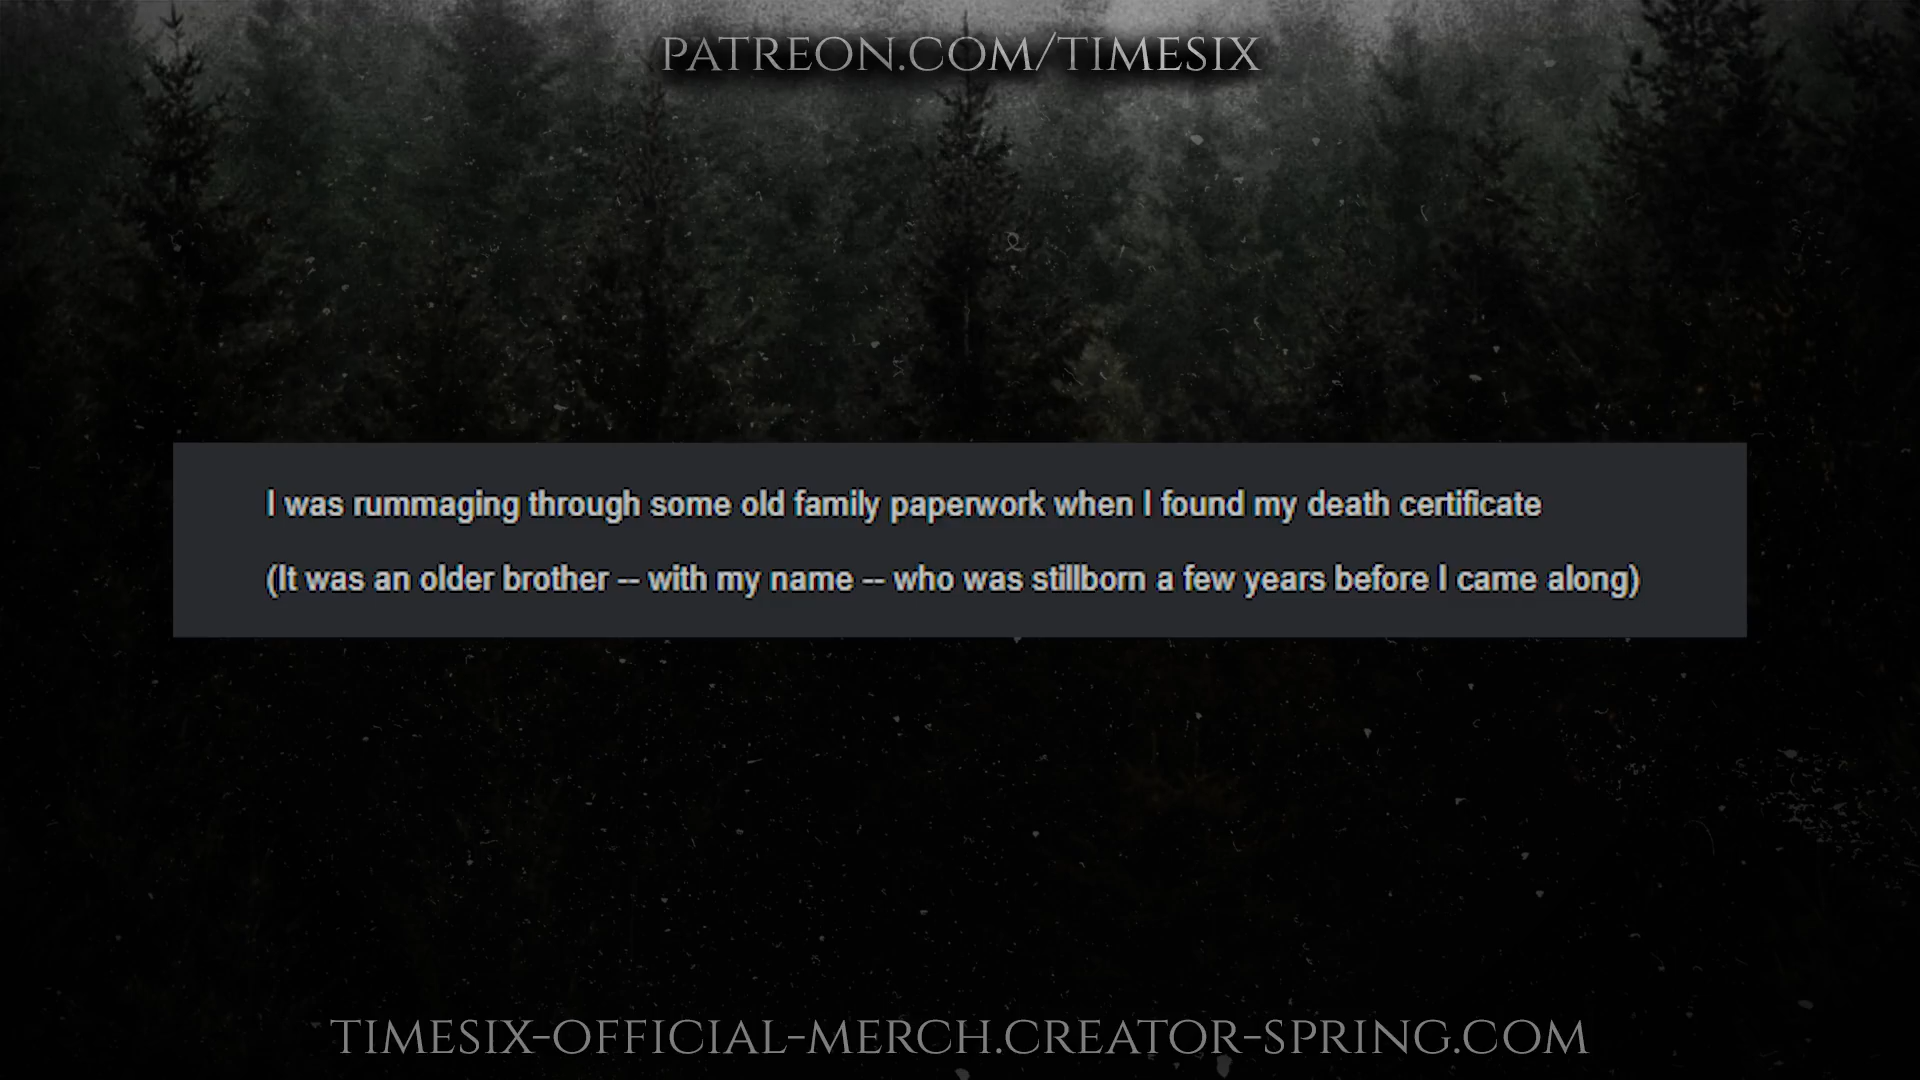 PATREON.COM/TIMESIX
I was rummaging through some old family paperwork when I found my death certificate
(It was an older brother -- with my name -- who was stillborn a few years before I came along)
TIMESIX-OFFICIAL-MERCH.CREATOR-SPRING.COM